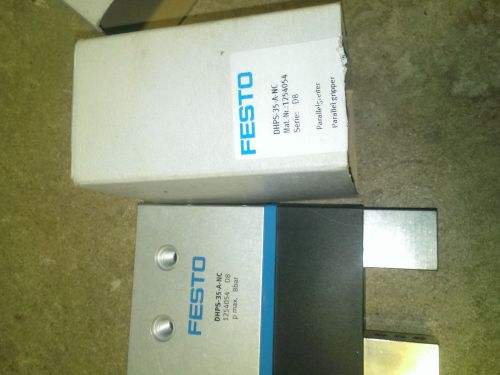 FESTO
DHPS-35-A-NC
Mat.-Nr.:1254054
Serie: D8
Parallelgreifer
Parallel gripper
FESTO
DHPS-35-A-NC
1254054 D8
p max. 8bar